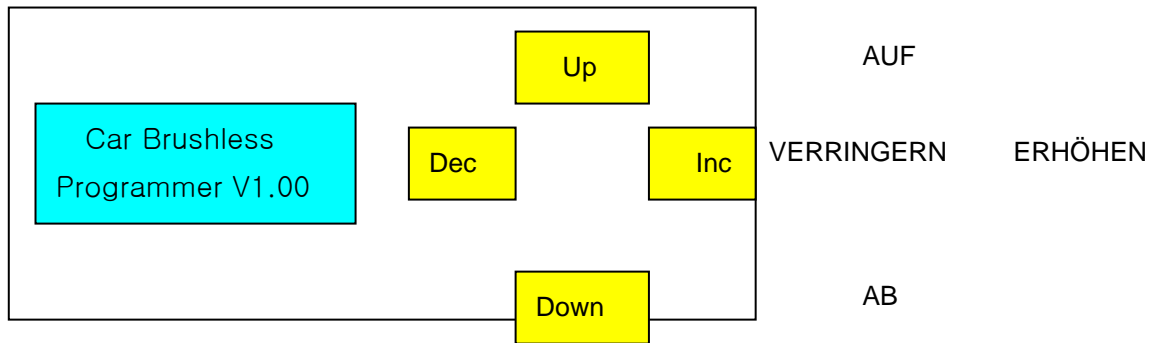 Up
AUF
Car Brushless
Programmer V1.00
Dec
Inc
VERRINGERN ERHÖHEN
Down
AB